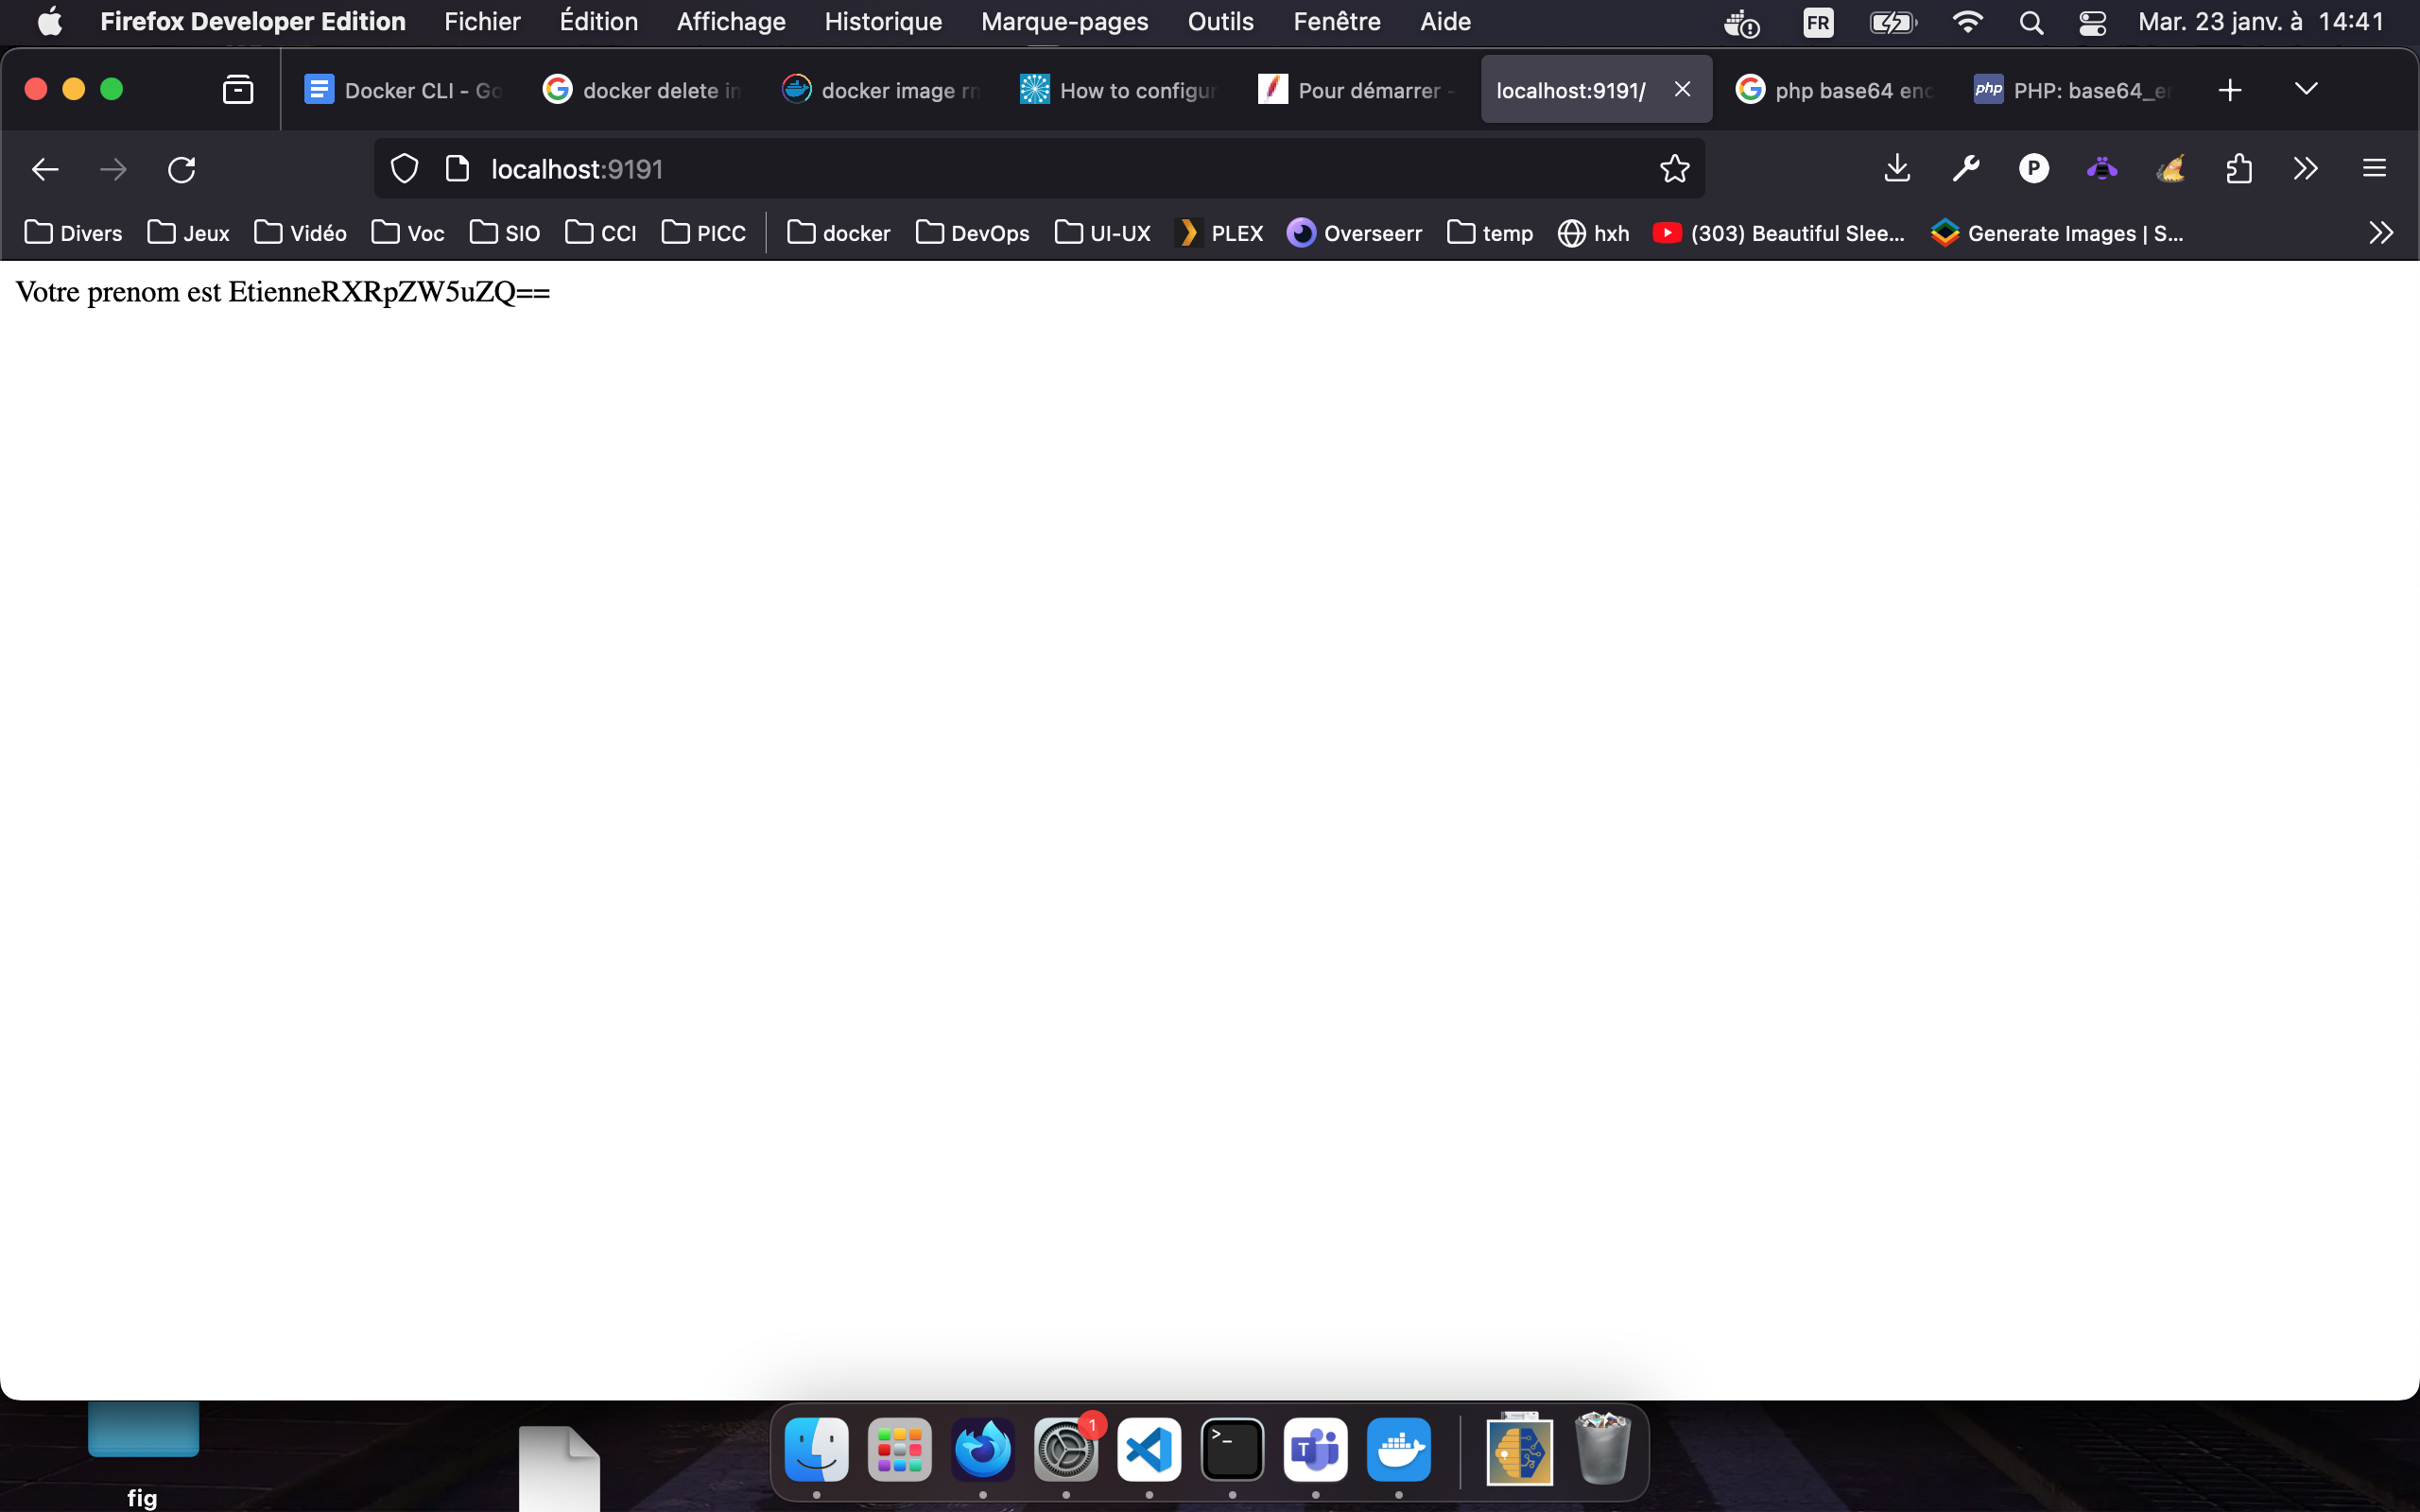 Firefox Developer Edition Fichier Édition Affichage Historique Marque-pages Outils Fenêtre Aide FR Mar. 23 janv. à 14:41
Docker CLI - Go docker delete in docker image rm How to configur Pour démarrer - localhost:9191/ php base64 enc php PHP: base64_en
localhost:9191 P
Divers Jeux Vidéo Voc SIO CCI PICC docker DevOps UI-UX PLEX Overseerr temp hxh (303) Beautiful Slee... Generate Images | S...
Votre prenom est EtienneRXRpZW5uZQ==
1
>_ T
fig